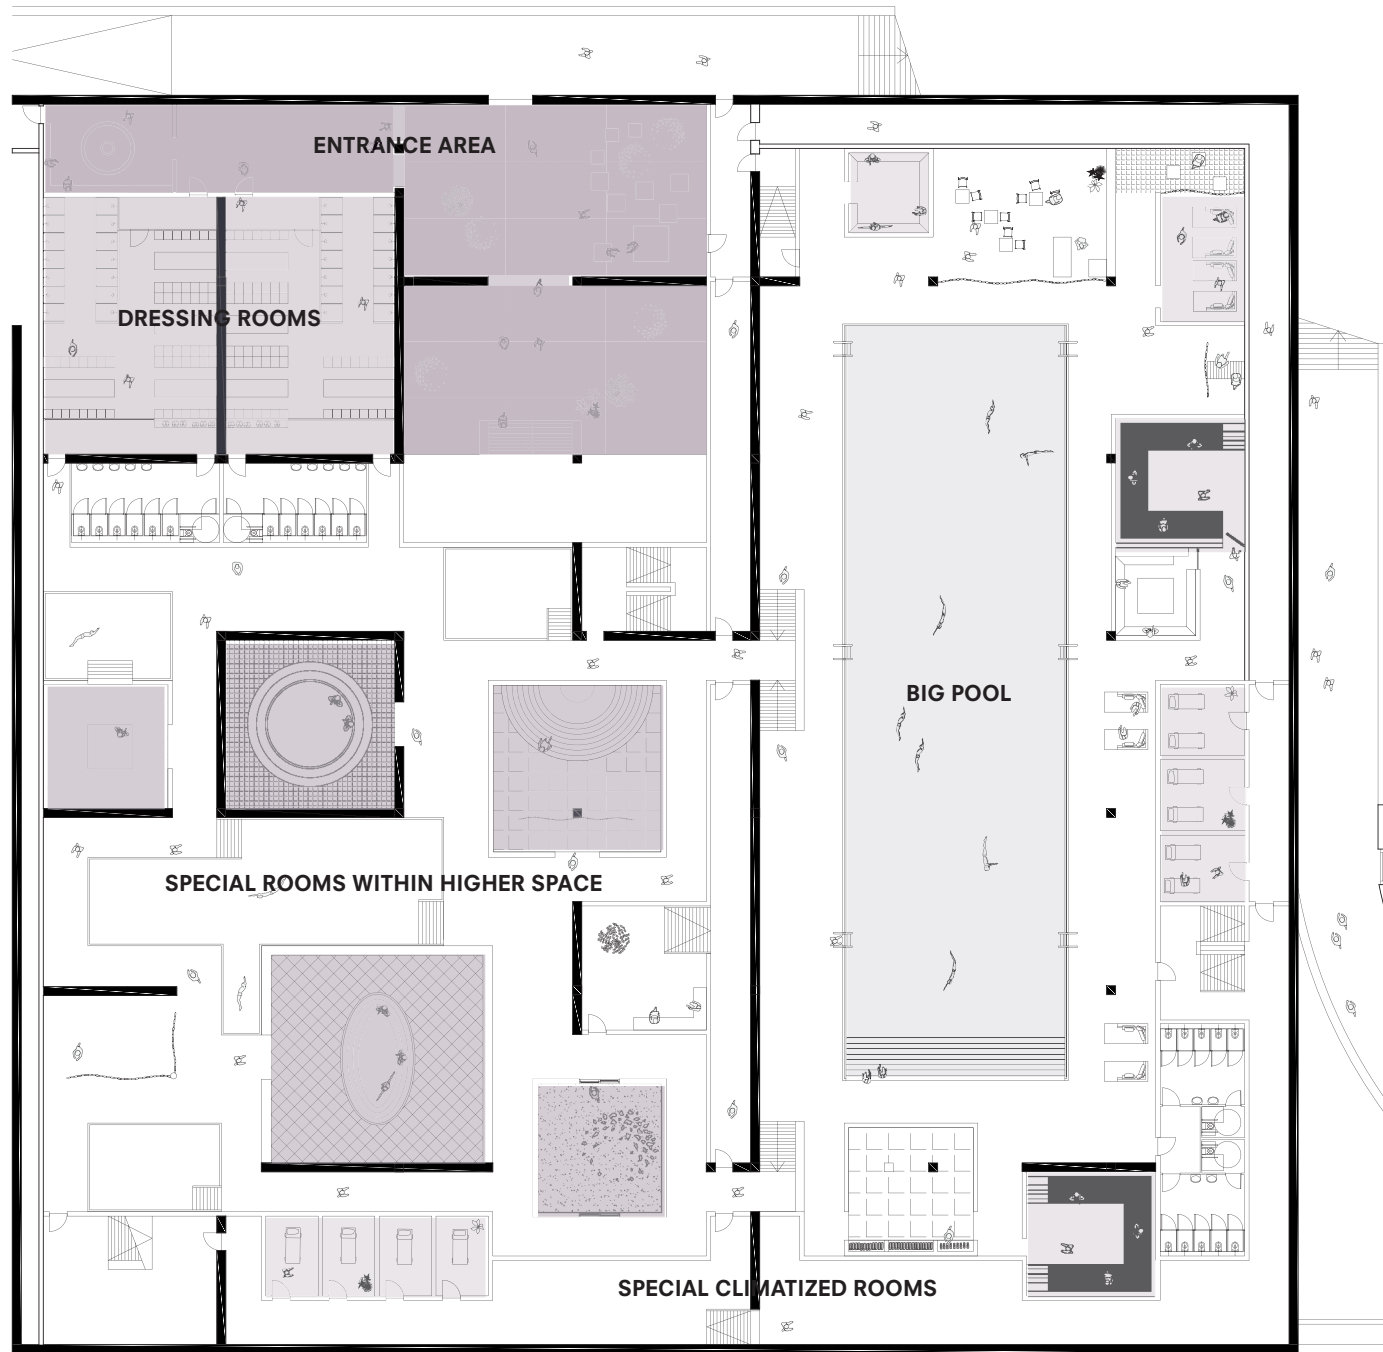 ENTRANCE AREA
DRESSING ROOMS
BIG POOL
SPECIAL ROOMS WITHIN HIGHER SPACE
SPECIAL CLIMATIZED ROOMS